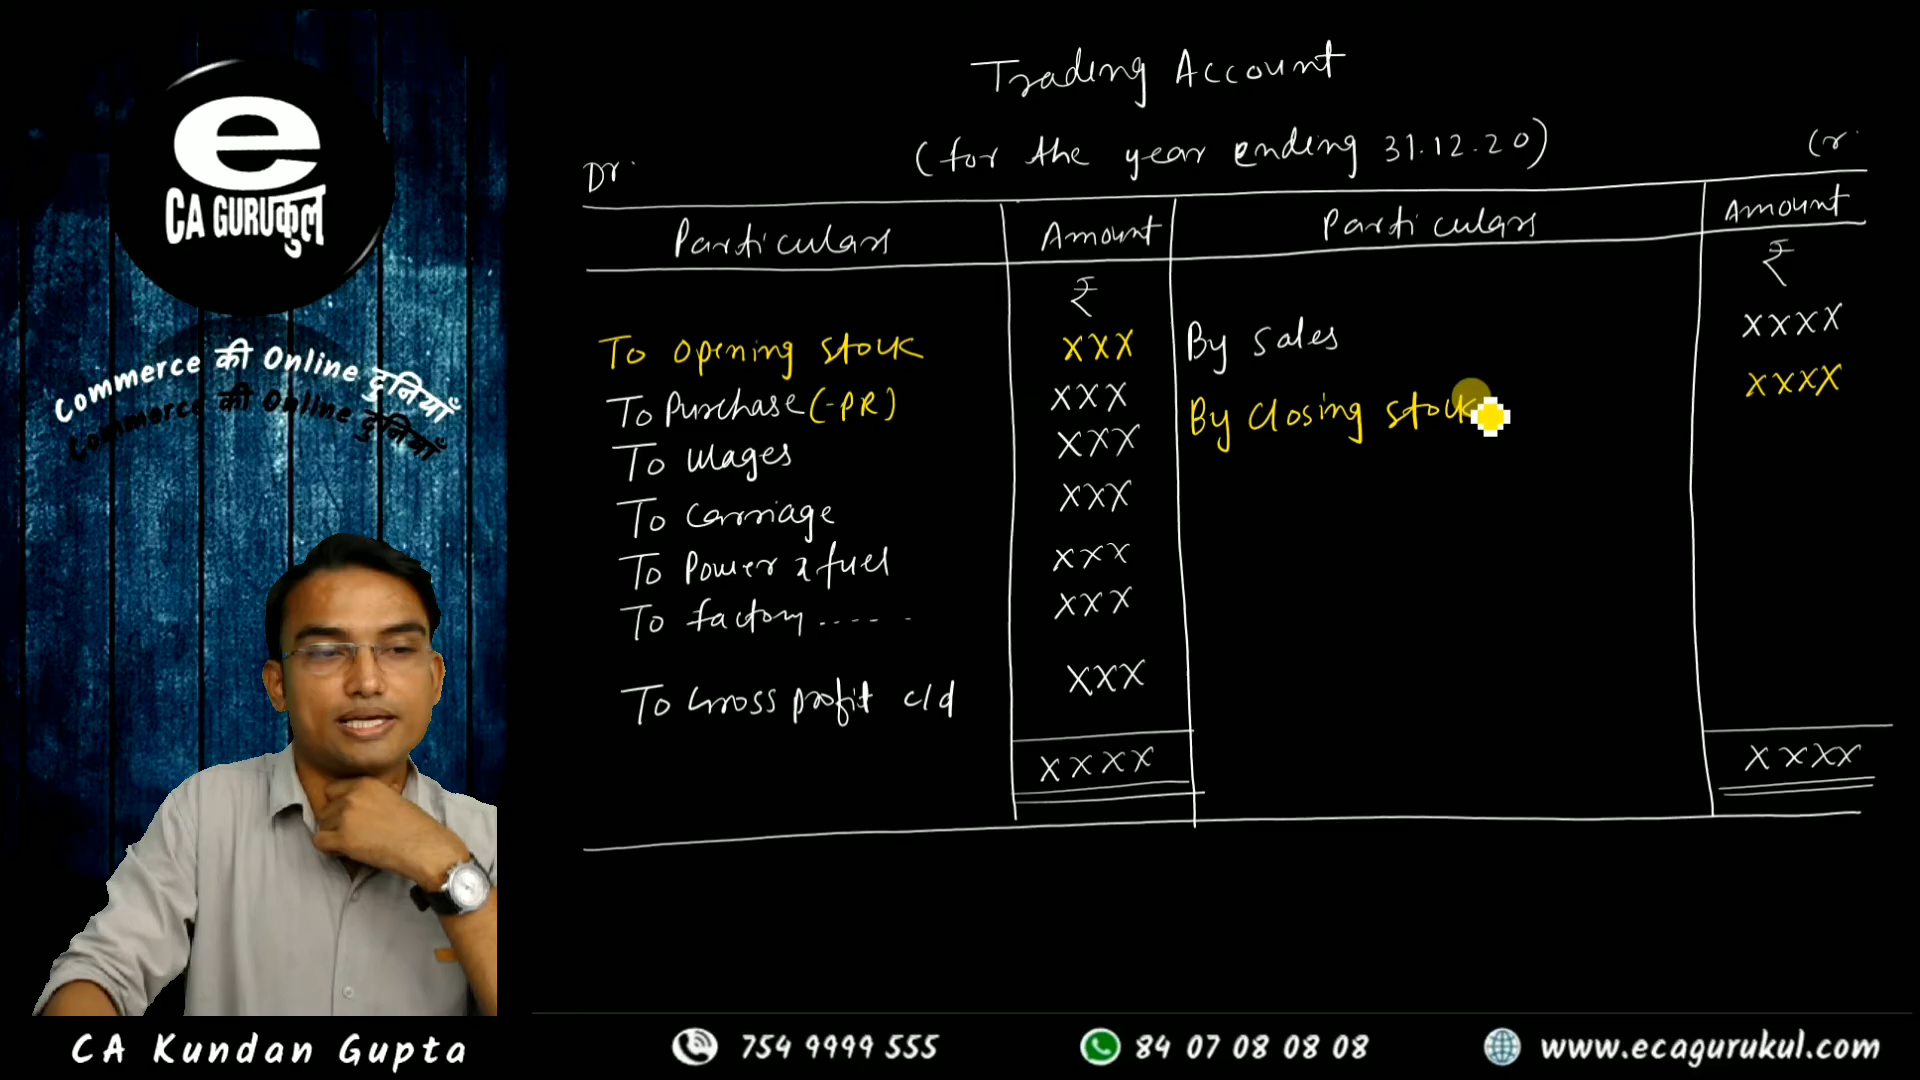 e
CA GURUकुल
Commerce की Online दुनियाँ
Commerce की Online दुनियाँ
Trading Account
(for the year ending 31.12.20)
Dr. Cr.
Particulars Amount Particulars Amount
₹ ₹
To opening stock XXX By Sales XXXX
To Purchase (-PR) XXX By Closing stock XXXX
To Wages XXX
To Carriage XXX
To Power & fuel XXX
To factory ..... XXX
To Gross profit c/d XXX
XXXX XXXX
CA Kundan Gupta 754 9999 555 84 07 08 08 08 www.ecagurukul.com